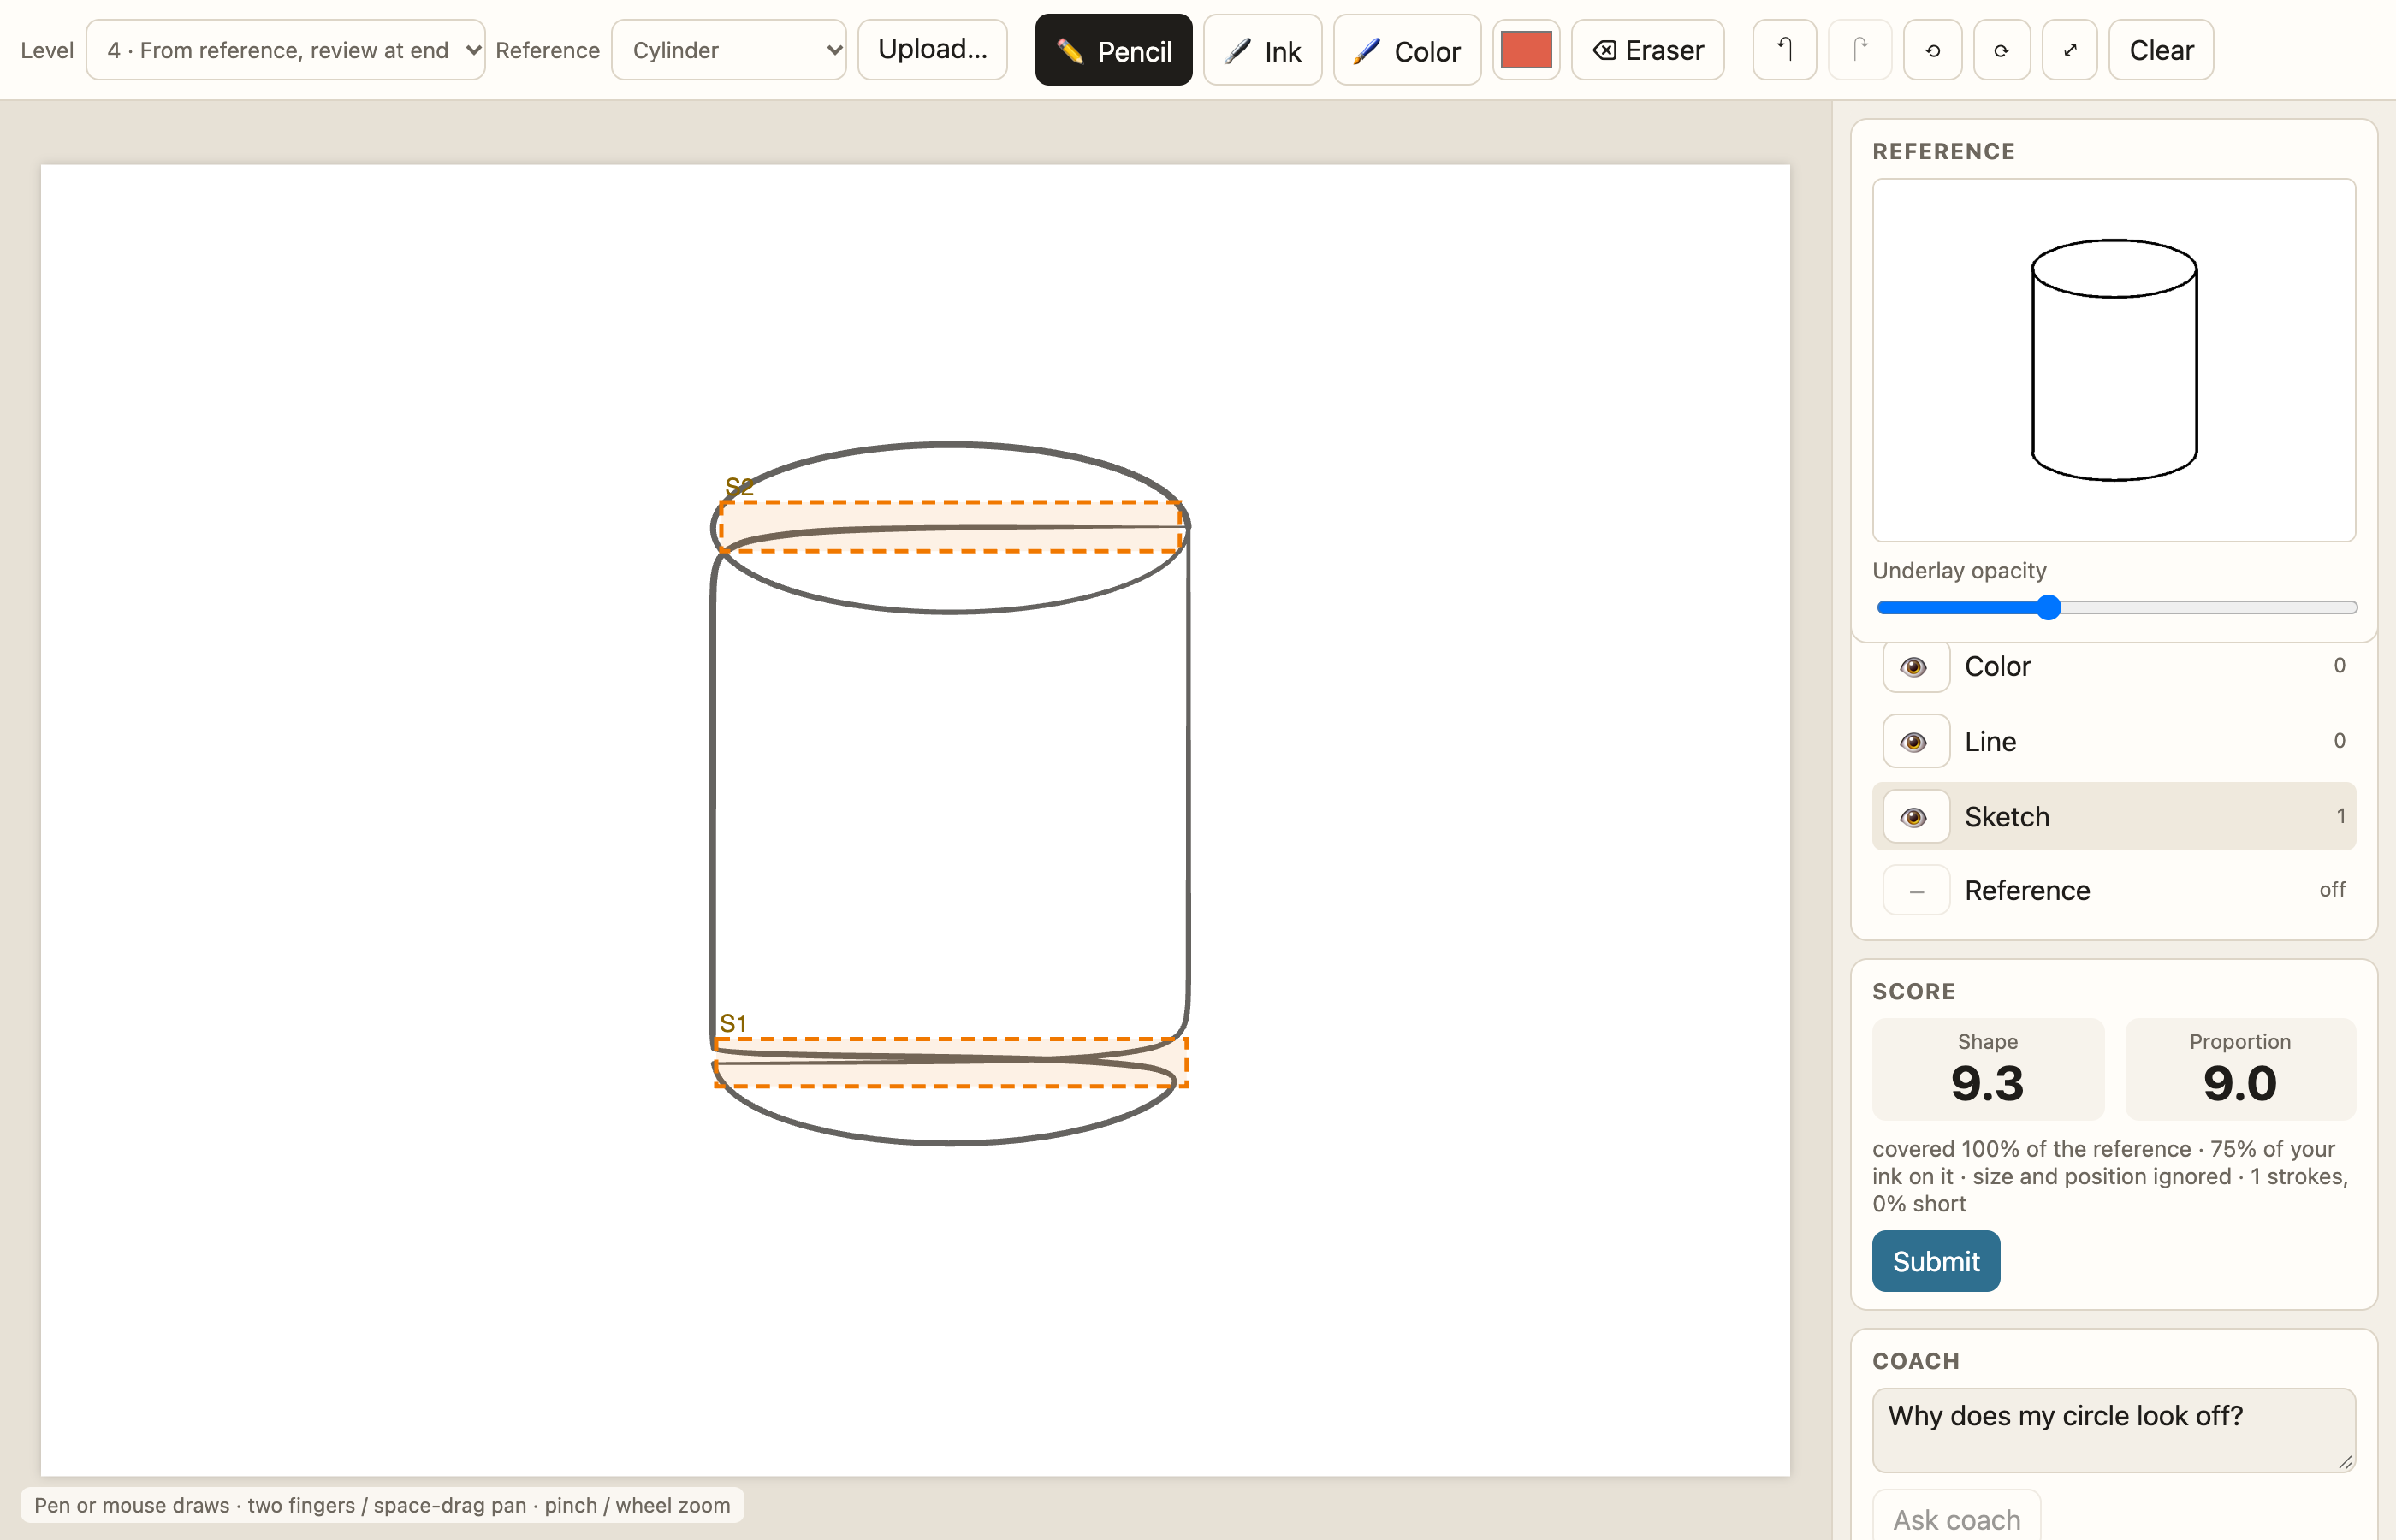 Level 4 · From reference, review at end Reference Cylinder Upload... Pencil Ink Color Eraser Clear
REFERENCE
Underlay opacity
Color 0
Line 0
Sketch 1
Reference off
S2
S1
SCORE
Shape Proportion
9.3 9.0
covered 100% of the reference · 75% of your
ink on it · size and position ignored · 1 strokes,
0% short
Submit
COACH
Why does my circle look off?
Ask coach
Pen or mouse draws · two fingers / space-drag pan · pinch / wheel zoom